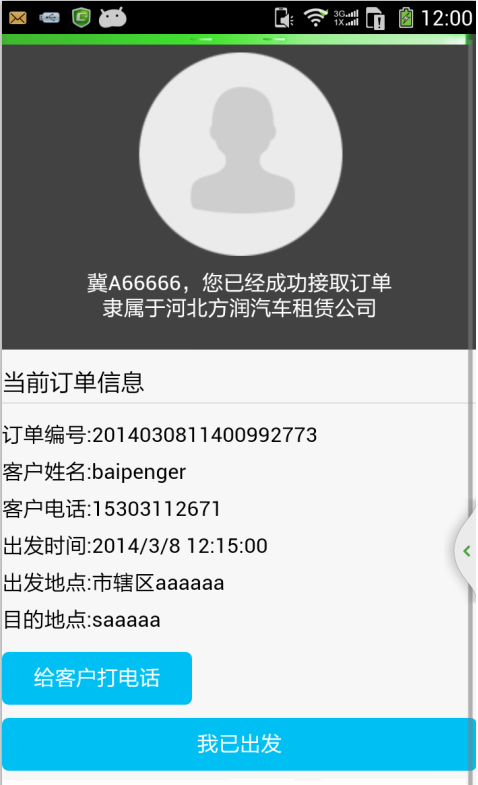 3G
1X
12:00
冀A66666，您已经成功接取订单
隶属于河北方润汽车租赁公司
当前订单信息
订单编号:2014030811400992773
客户姓名:baipenger
客户电话:15303112671
出发时间:2014/3/8 12:15:00
出发地点:市辖区aaaaaa
目的地点:saaaaa
给客户打电话
我已出发